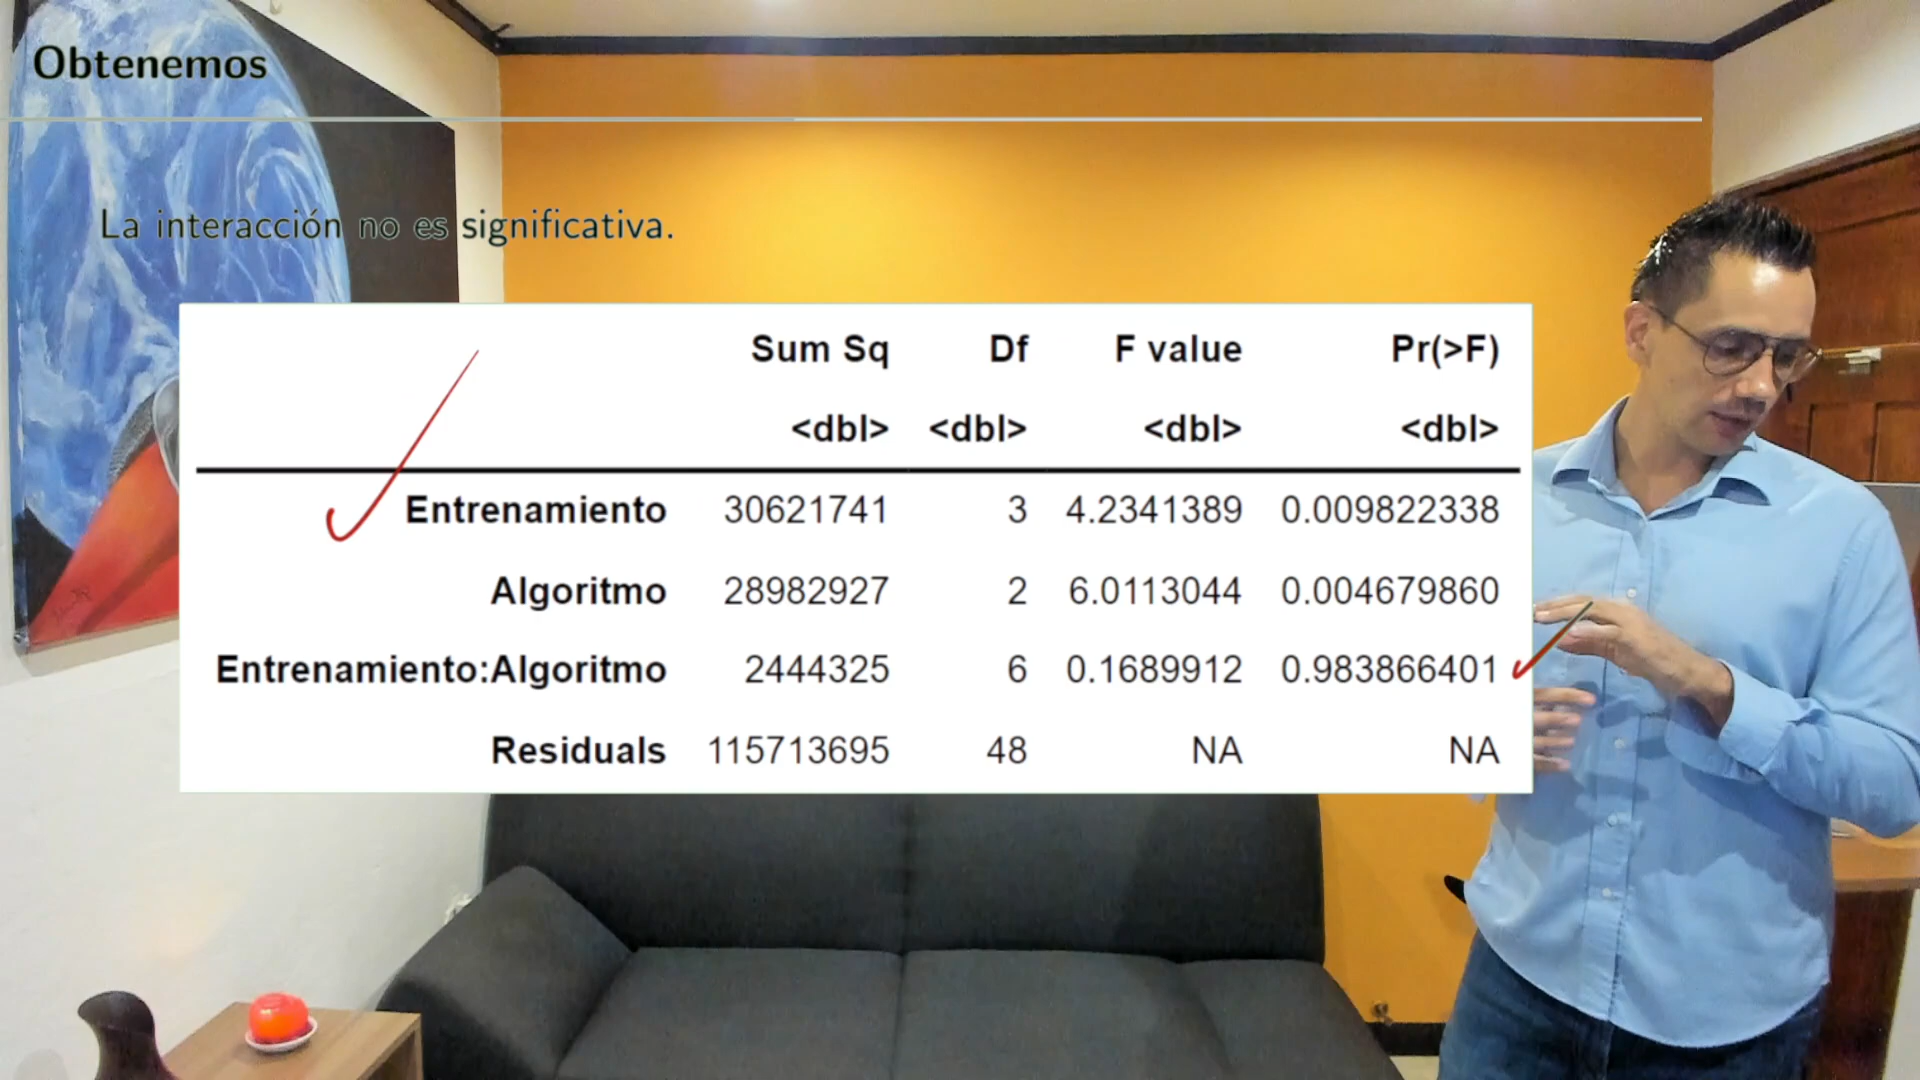 Obtenemos
La interacción no es significativa.
Sum Sq Df F value Pr(>F)
<dbl> <dbl> <dbl> <dbl>
Entrenamiento 30621741 3 4.2341389 0.009822338
Algoritmo 28982927 2 6.0113044 0.004679860
Entrenamiento:Algoritmo 2444325 6 0.1689912 0.983866401
Residuals 115713695 48 NA NA